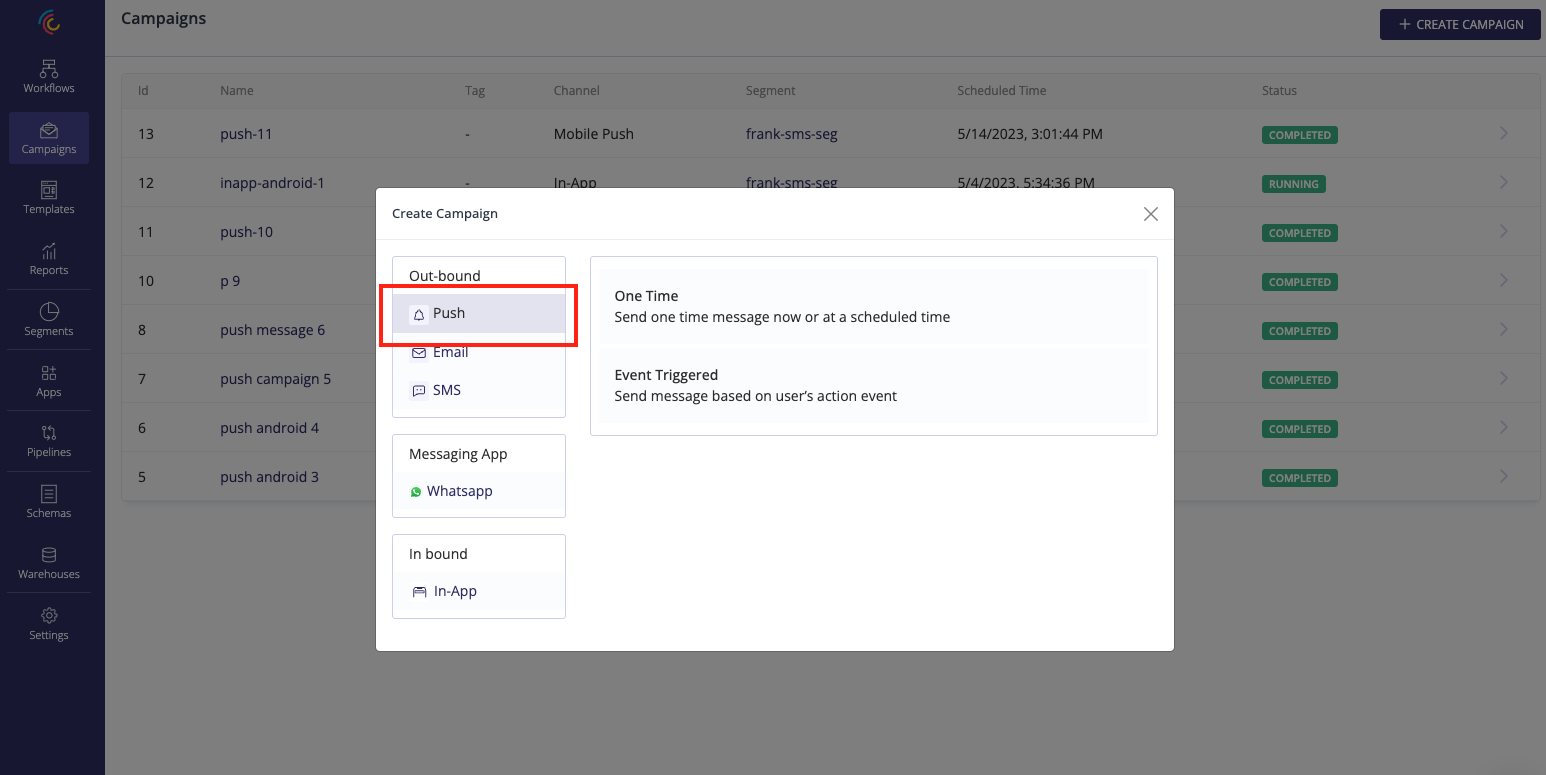 Campaigns
CREATE CAMPAIGN
Workflows
Campaigns
Templates
Reports
Segments
Apps
Pipelines
Schemas
Warehouses
Settings
Id Name Tag Channel Segment Scheduled Time Status
13 push-11 - Mobile Push frank-sms-seg 5/14/2023, 3:01:44 PM COMPLETED
12 inapp-android-1 - In-App frank-sms-seg 5/4/2023, 5:34:36 PM RUNNING
11 push-10 COMPLETED
10 p 9 COMPLETED
8 push message 6 COMPLETED
7 push campaign 5 COMPLETED
6 push android 4 COMPLETED
5 push android 3 COMPLETED
Create Campaign
Out-bound
Push
Email
SMS
Messaging App
Whatsapp
In bound
In-App
One Time
Send one time message now or at a scheduled time
Event Triggered
Send message based on user’s action event